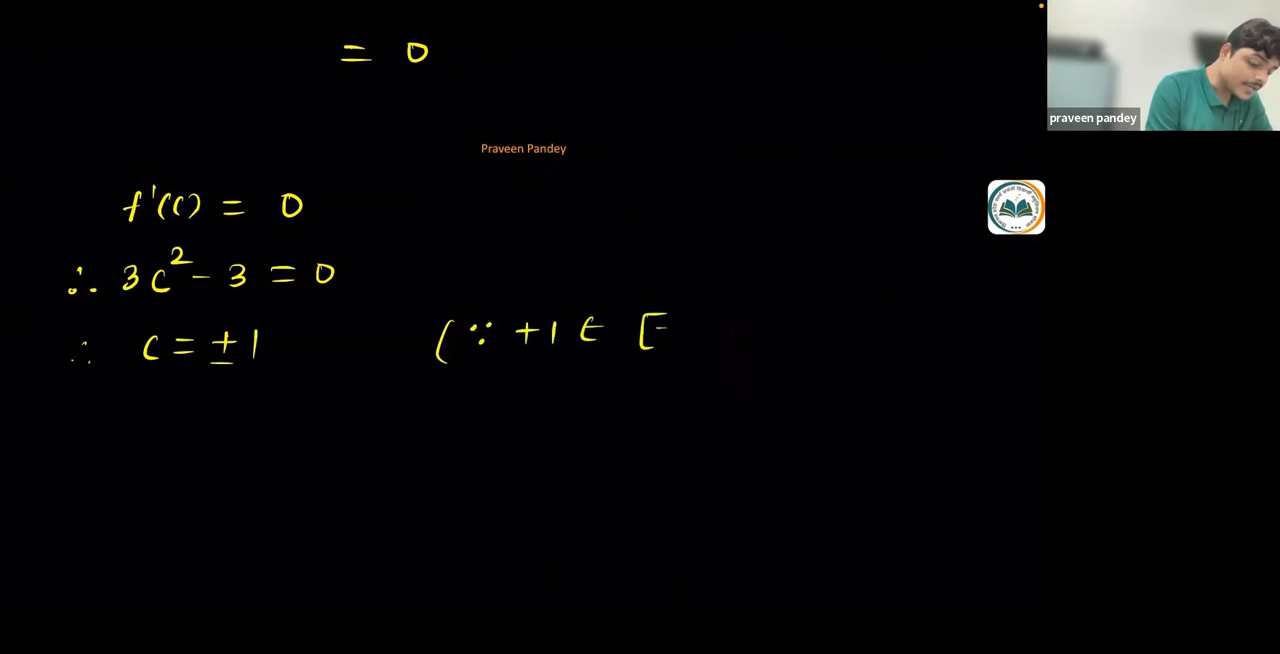 = 0
praveen pandey
Praveen Pandey
f'(c) = 0
∴ 3c² - 3 = 0
∴ c = ± 1 (∵ +1 ∈ [-